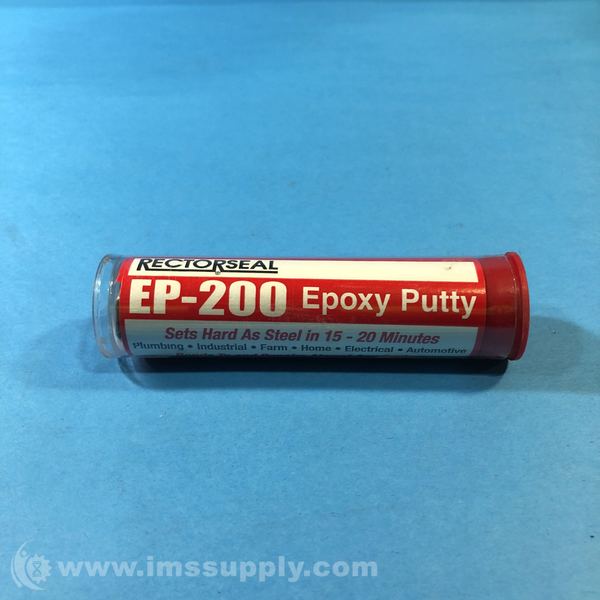 RECTORSEAL
EP-200 Epoxy Putty
Sets Hard As Steel in 15 - 20 Minutes
Plumbing • Industrial • Farm • Home • Electrical • Automotive
www.imssupply.com